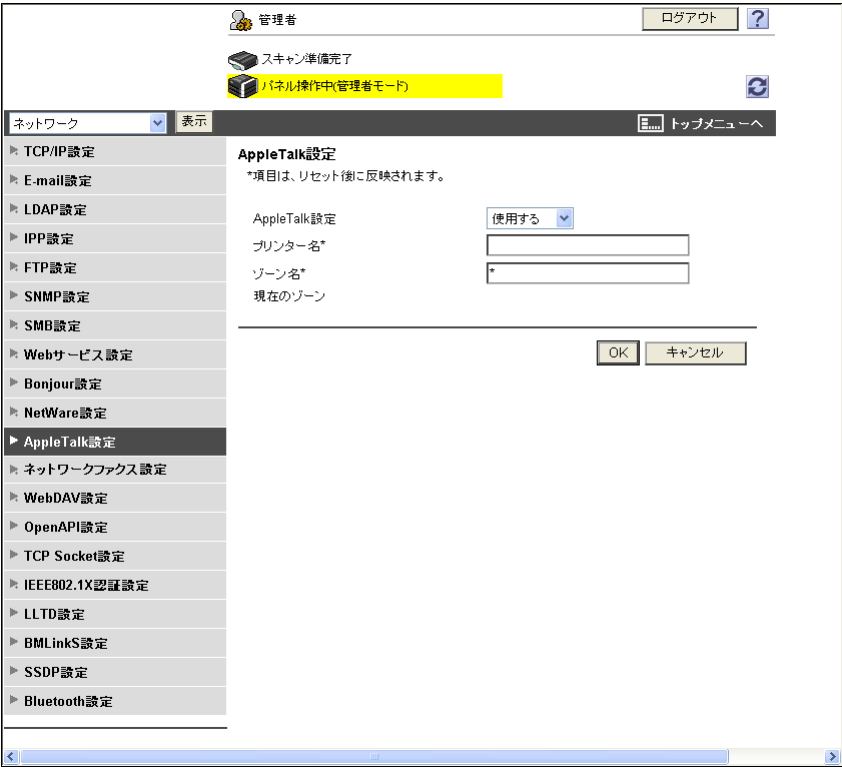 管理者
ログアウト
?
スキャン準備完了
パネル操作中(管理者モード)
ネットワーク
表示
トップメニューへ
TCP/IP設定
E-mail設定
LDAP設定
IPP設定
FTP設定
SNMP設定
SMB設定
Webサービス設定
Bonjour設定
NetWare設定
AppleTalk設定
ネットワークファクス設定
WebDAV設定
OpenAPI設定
TCP Socket設定
IEEE802.1X認証設定
LLTD設定
BMLinkS設定
SSDP設定
Bluetooth設定
AppleTalk設定
*項目は、リセット後に反映されます。
AppleTalk設定 使用する
プリンター名*
ゾーン名* *
現在のゾーン
OK キャンセル